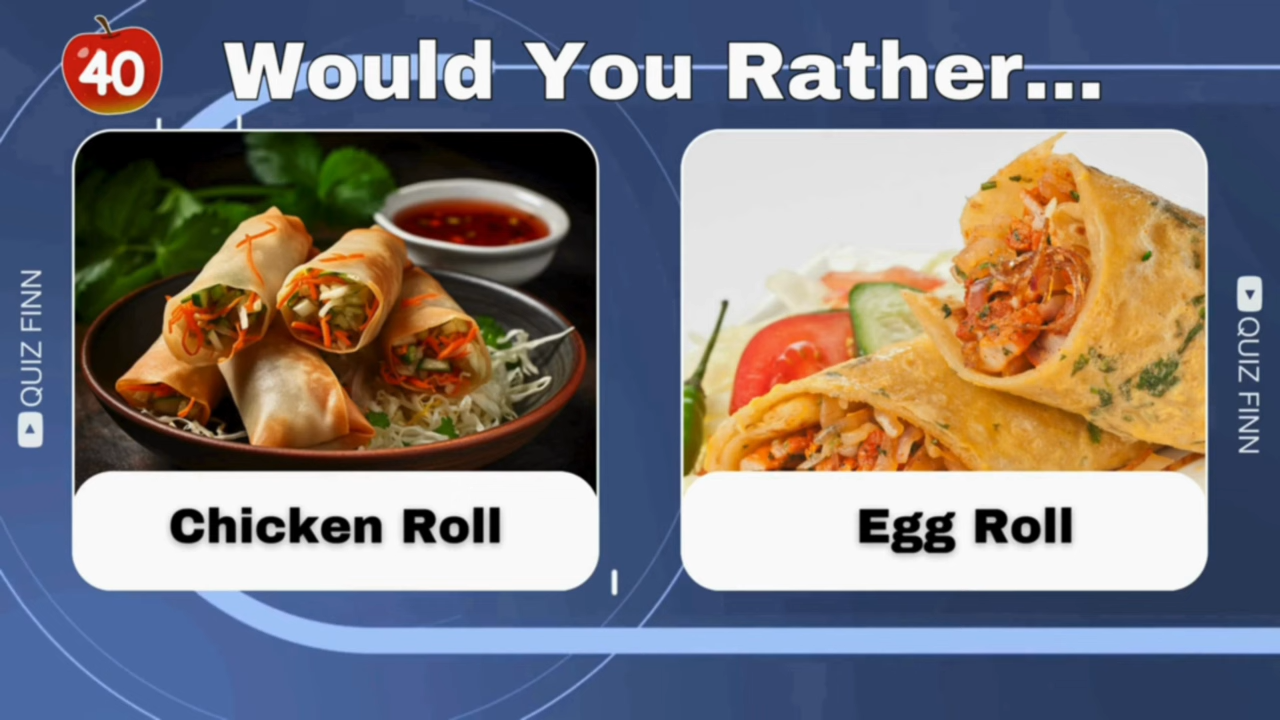 40
Would You Rather...
QUIZ FINN
QUIZ FINN
Chicken Roll
Egg Roll